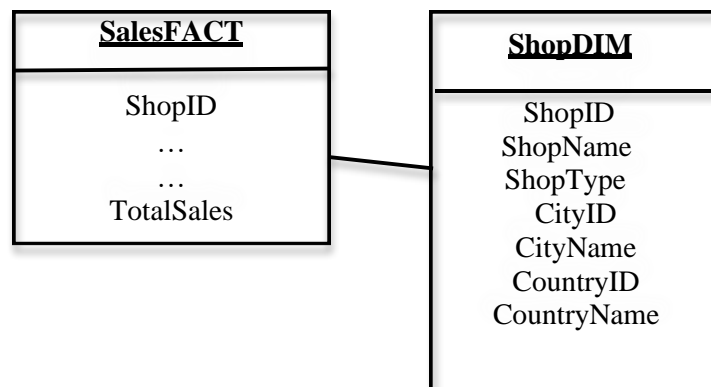 SalesFACT
ShopID
…
…
TotalSales
ShopDIM
ShopID
ShopName
ShopType
CityID
CityName
CountryID
CountryName